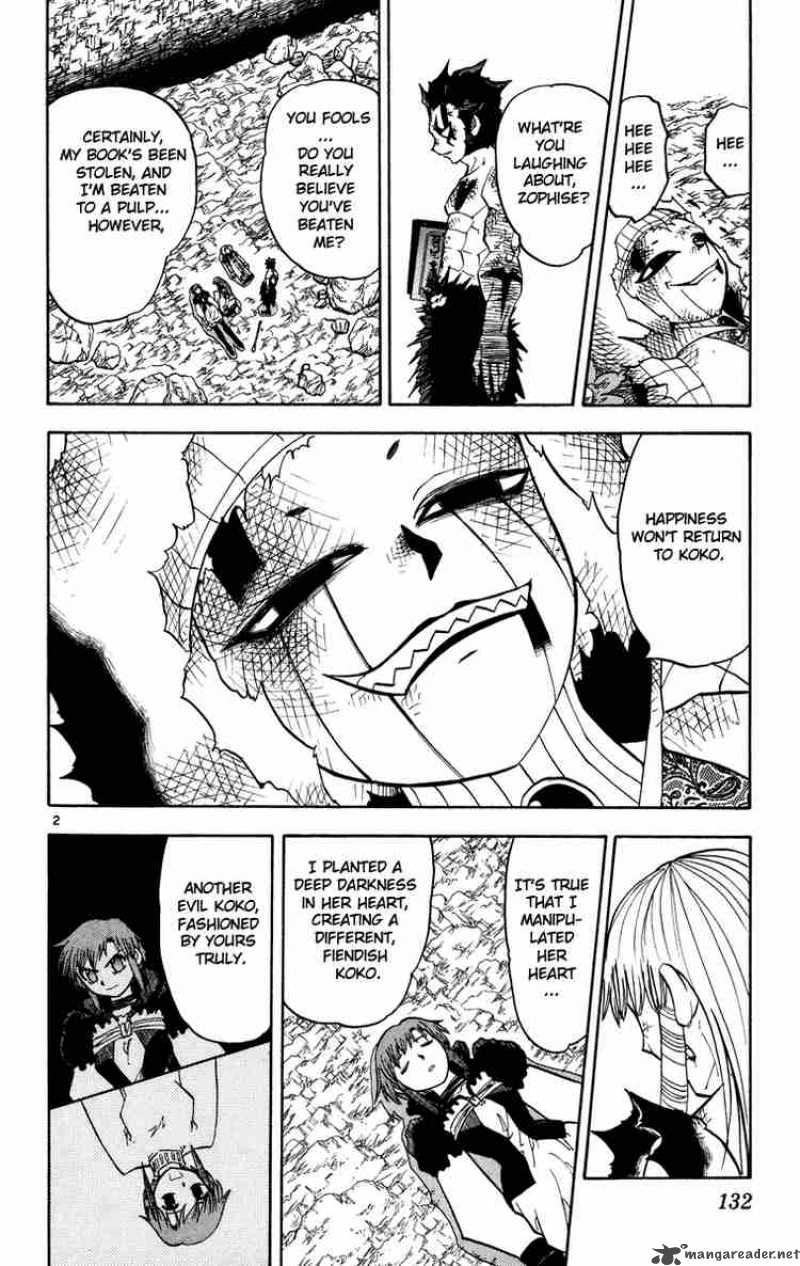 HEE
...
HEE
HEE
HEE
...
WHAT'RE
YOU
LAUGHING
ABOUT,
ZOPHISE?
YOU FOOLS
...
DO YOU
REALLY
BELIEVE
YOU'VE
BEATEN
ME?
CERTAINLY,
MY BOOK'S BEEN
STOLEN, AND
I'M BEATEN
TO A PULP...
HOWEVER,
HAPPINESS
WON'T RETURN
TO KOKO.
2
IT'S TRUE
THAT I
MANIPU-
LATED
HER
HEART
...
I PLANTED A
DEEP DARKNESS
IN HER HEART,
CREATING A
DIFFERENT,
FIENDISH
KOKO.
ANOTHER
EVIL KOKO,
FASHIONED
BY YOURS
TRULY.
132
mangareader.net